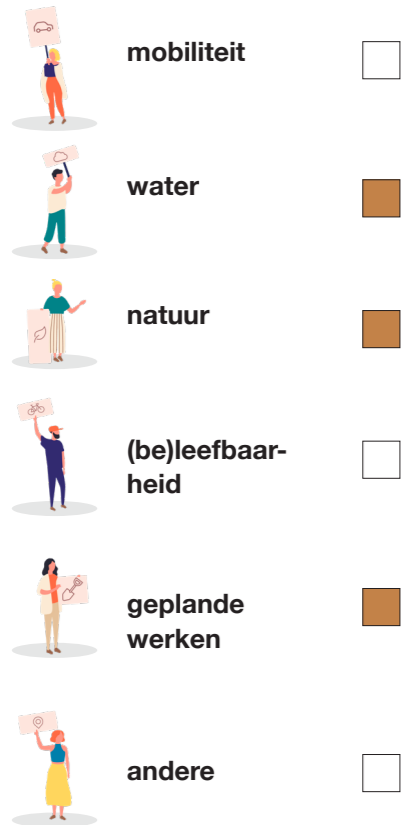 mobiliteit
water
natuur
(be)leefbaar-
heid
geplande
werken
andere